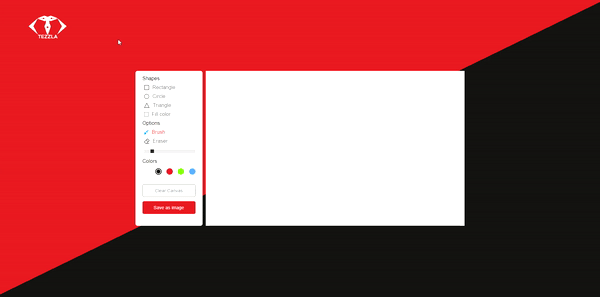 TEZZLA
Shapes
Rectangle
Circle
Triangle
Fill color
Options
Brush
Eraser
Colors
Clear Canvas
Save as Image